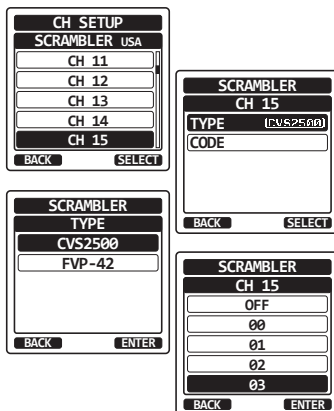 CH SETUP
SCRAMBLER USA
CH 11
CH 12
CH 13
CH 14
CH 15
BACK SELECT
SCRAMBLER
CH 15
TYPE [CVS2500]
CODE
BACK SELECT
SCRAMBLER
TYPE
CVS2500
FVP-42
BACK ENTER
SCRAMBLER
CH 15
OFF
00
01
02
03
BACK ENTER